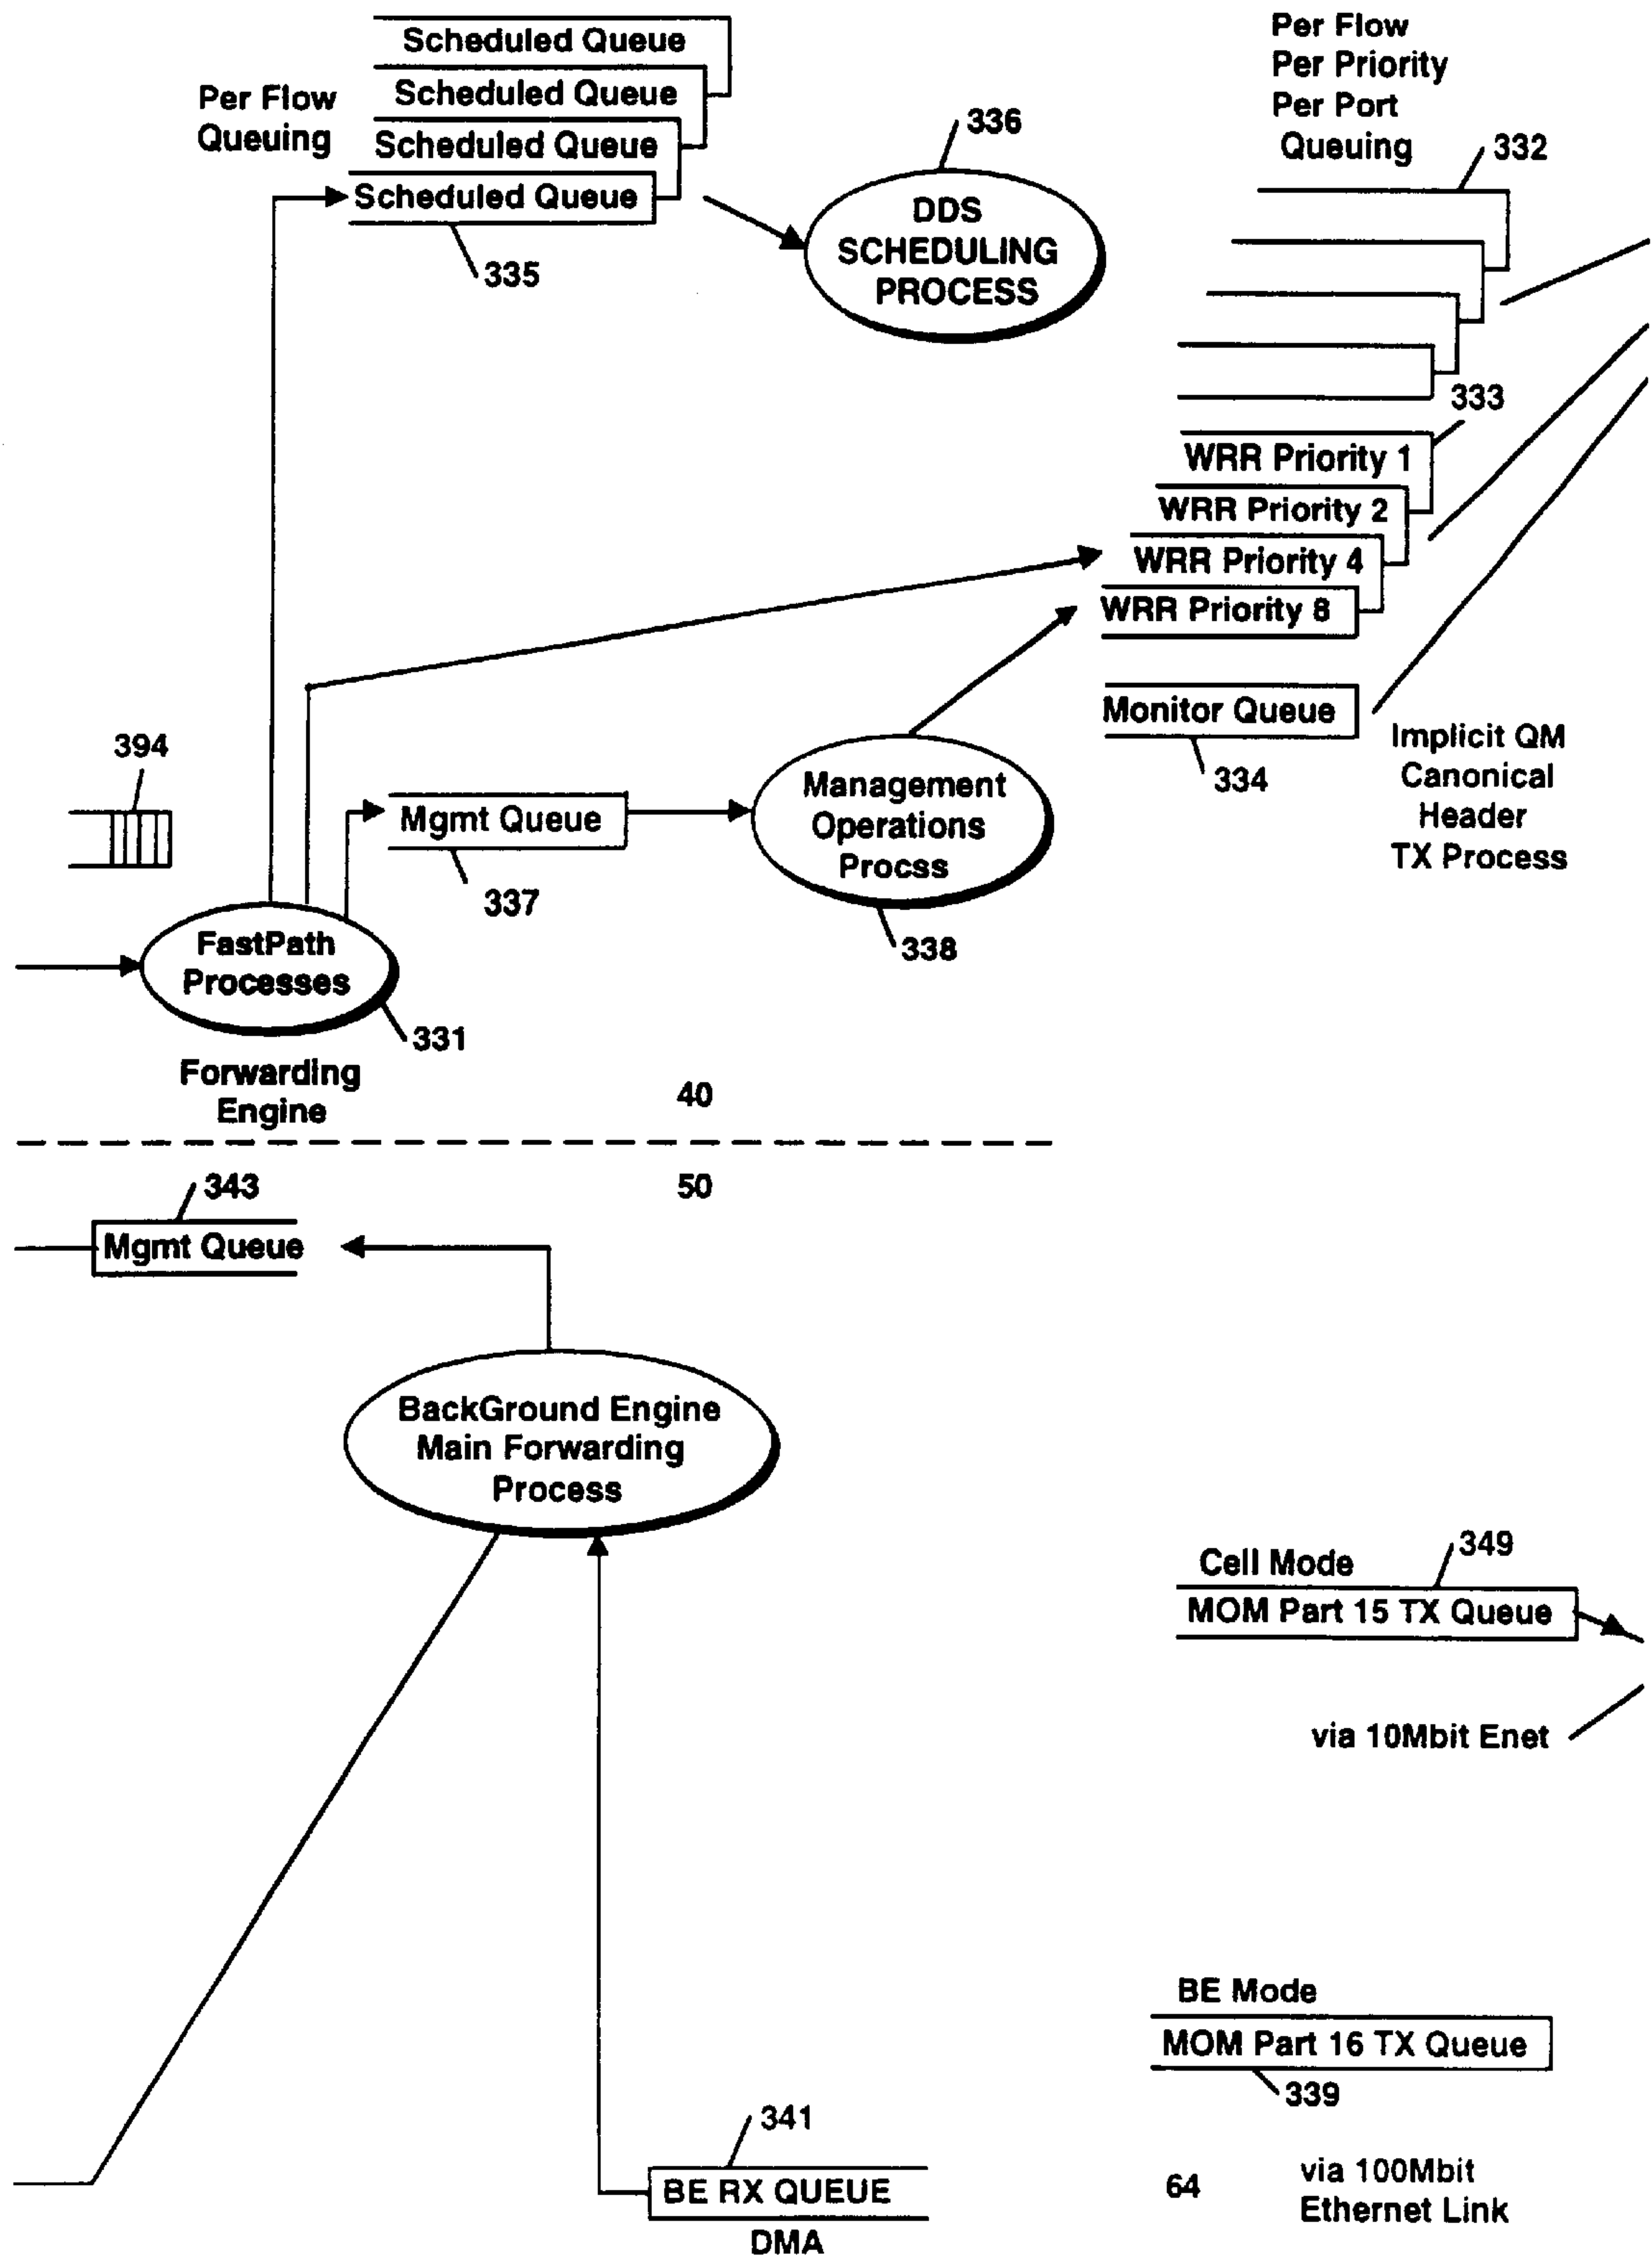 Scheduled Queue
Scheduled Queue
Scheduled Queue
Scheduled Queue
Per Flow
Queuing
335
336
DDS
SCHEDULING
PROCESS
Per Flow
Per Priority
Per Port
Queuing
332
333
WRR Priority 1
WRR Priority 2
WRR Priority 4
WRR Priority 8
Monitor Queue
334
Implicit QM
Canonical
Header
TX Process
394
Mgmt Queue
337
Management
Operations
Procss
338
FastPath
Processes
331
Forwarding
Engine
40
50
343
Mgmt Queue
BackGround Engine
Main Forwarding
Process
Cell Mode
349
MOM Part 15 TX Queue
via 10Mbit Enet
BE Mode
MOM Part 16 TX Queue
339
341
BE RX QUEUE
DMA
64
via 100Mbit
Ethernet Link